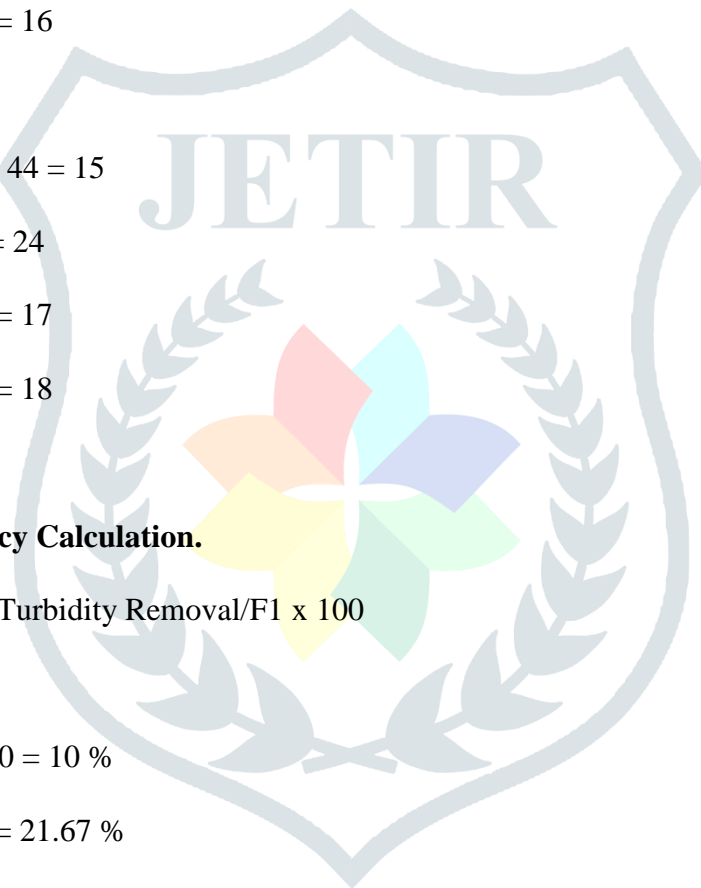 = 16
JETIR
44 = 15
= 24
= 17
= 18
cy Calculation.
Turbidity Removal/F1 x 100
0 = 10 %
= 21.67 %